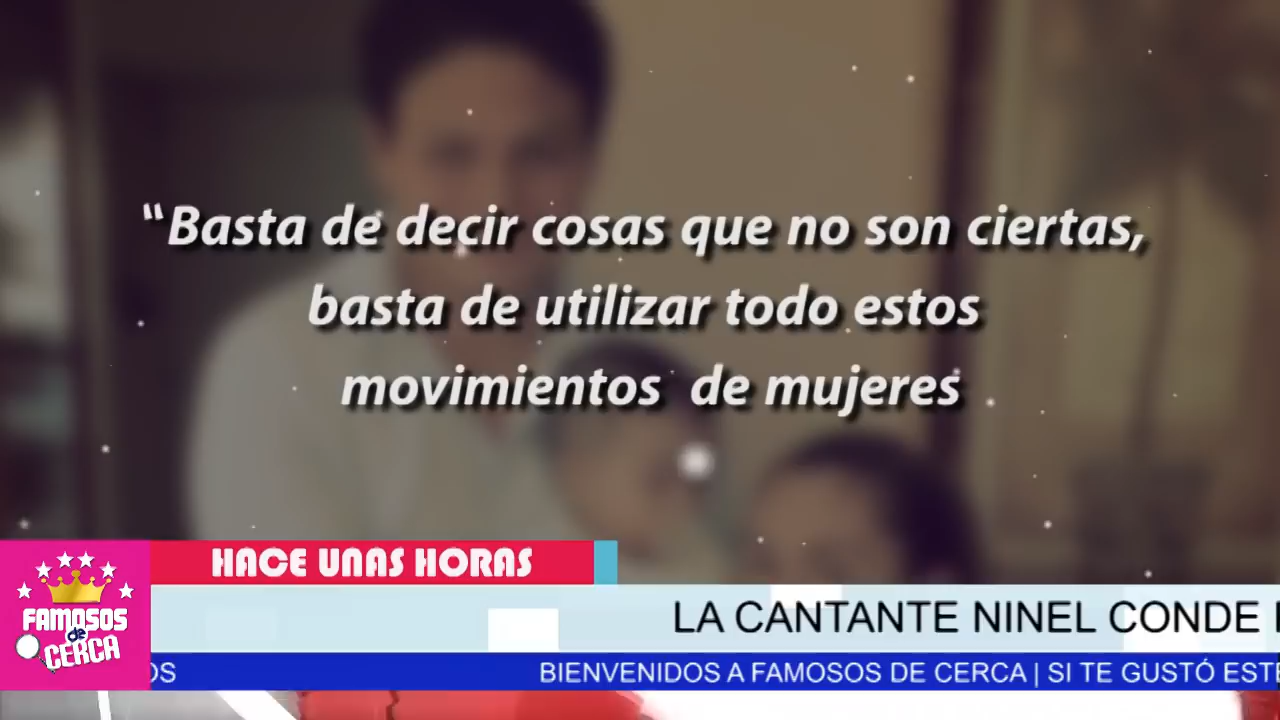 “Basta de decir cosas que no son ciertas,
basta de utilizar todo estos
movimientos de mujeres
HACE UNAS HORAS
FAMOSOS
de
CERCA
LA CANTANTE NINEL CONDE
OS
BIENVENIDOS A FAMOSOS DE CERCA | SI TE GUSTÓ ESTE